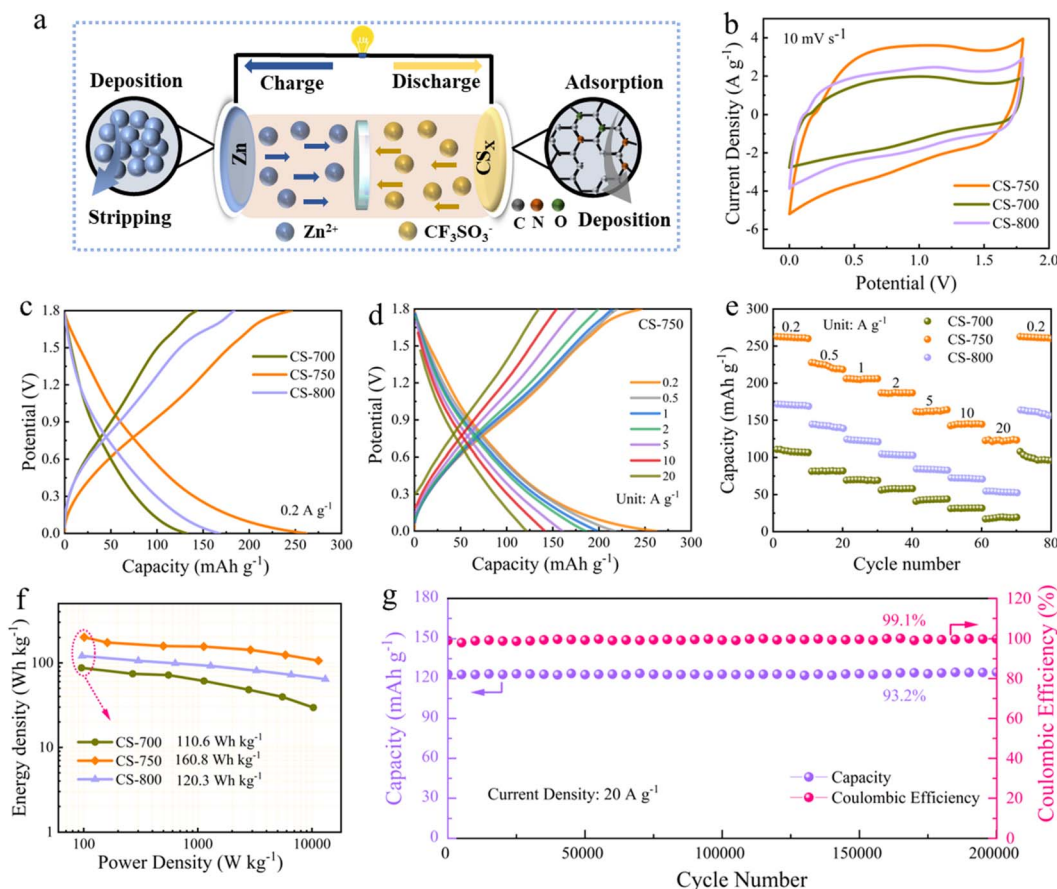 a
Charge
Discharge
Deposition
Adsorption
Zn
CSX
Stripping
C N O
Deposition
Zn2+
CF3SO3-
b
10 mV s-1
4
2
0
-2
-4
-6
Current Density (A g-1)
CS-750
CS-700
CS-800
0.0 0.5 1.0 1.5 2.0
Potential (V)
c
1.8
1.5
1.2
0.9
0.6
0.3
0.0
Potential (V)
CS-700
CS-750
CS-800
0.2 A g-1
0 50 100 150 200 250 300
Capacity (mAh g-1)
d
1.8
1.5
1.2
0.9
0.6
0.3
0.0
Potential (V)
CS-750
0.2
0.5
1
2
5
10
20
Unit: A g-1
0 50 100 150 200 250 300
Capacity (mAh g-1)
e
300
250
200
150
100
50
0
Capacity (mAh g-1)
Unit: A g-1
CS-700
CS-750
CS-800
0.2
0.5
1
2
5
10
20
0.2
0 20 40 60 80
Cycle number
f
100
10
1
Energy density (Wh kg-1)
CS-700 110.6 Wh kg-1
CS-750 160.8 Wh kg-1
CS-800 120.3 Wh kg-1
100 1000 10000
Power Density (W kg-1)
g
180
150
120
90
60
30
0
Capacity (mAh g-1)
99.1%
93.2%
Capacity
Coulombic Efficiency
Current Density: 20 A g-1
120
100
80
60
40
20
0
Coulombic Efficiency (%)
0 50000 100000 150000 200000
Cycle Number